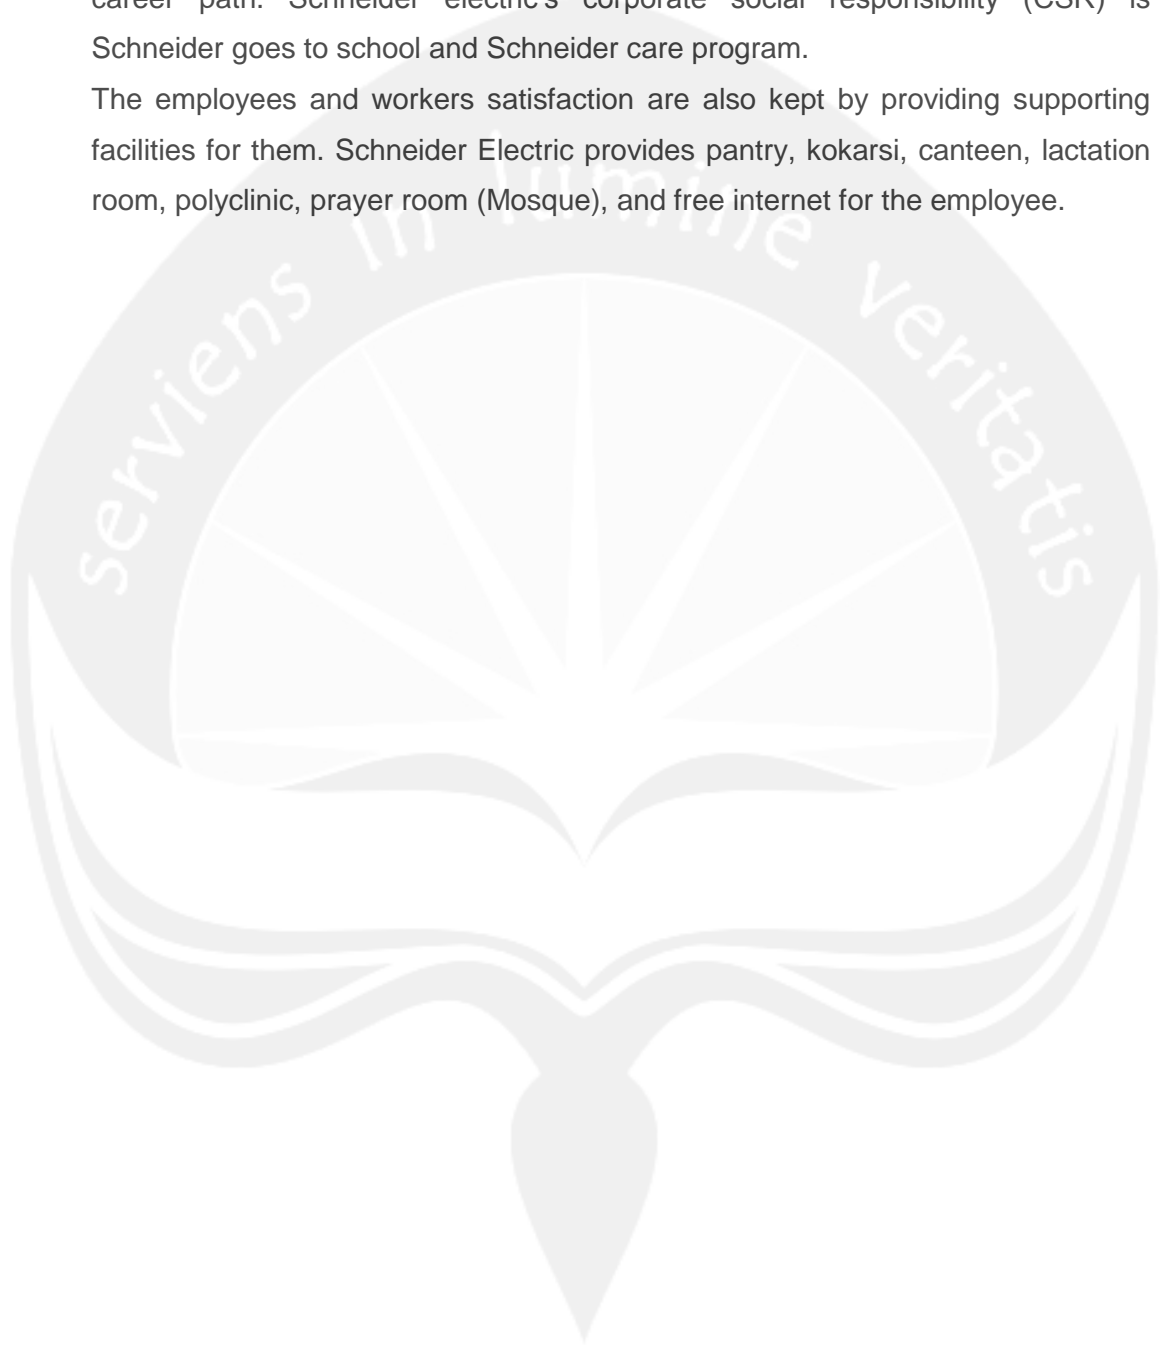 career path. Schneider electric's corporate social responsibility (CSR) is
Schneider goes to school and Schneider care program.
The employees and workers satisfaction are also kept by providing supporting
facilities for them. Schneider Electric provides pantry, kokarsi, canteen, lactation
room, polyclinic, prayer room (Mosque), and free internet for the employee.
serviens in lumine veritatis